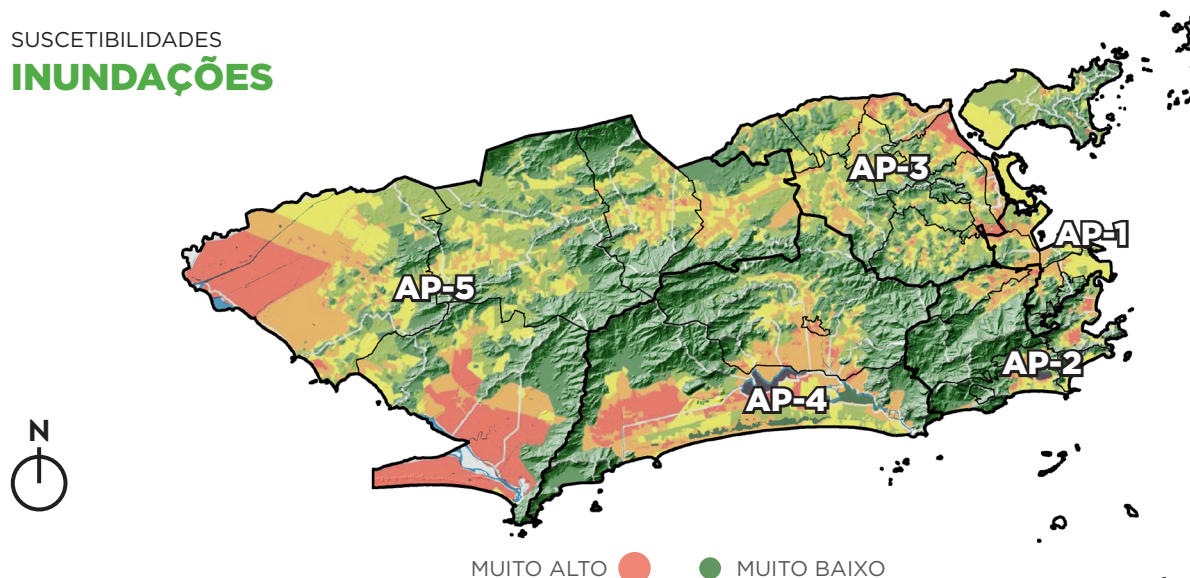 SUSCETIBILIDADES
INUNDAÇÕES
AP-3
AP-1
AP-5
AP-2
AP-4
N
MUITO ALTO
MUITO BAIXO